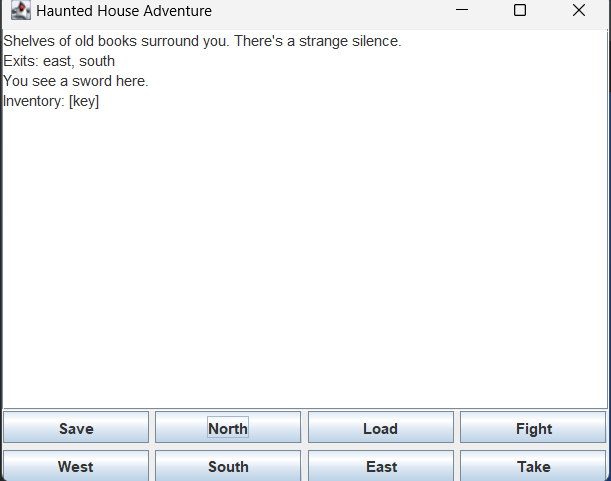 Haunted House Adventure
Shelves of old books surround you. There's a strange silence.
Exits: east, south
You see a sword here.
Inventory: [key]
Save North Load Fight
West South East Take